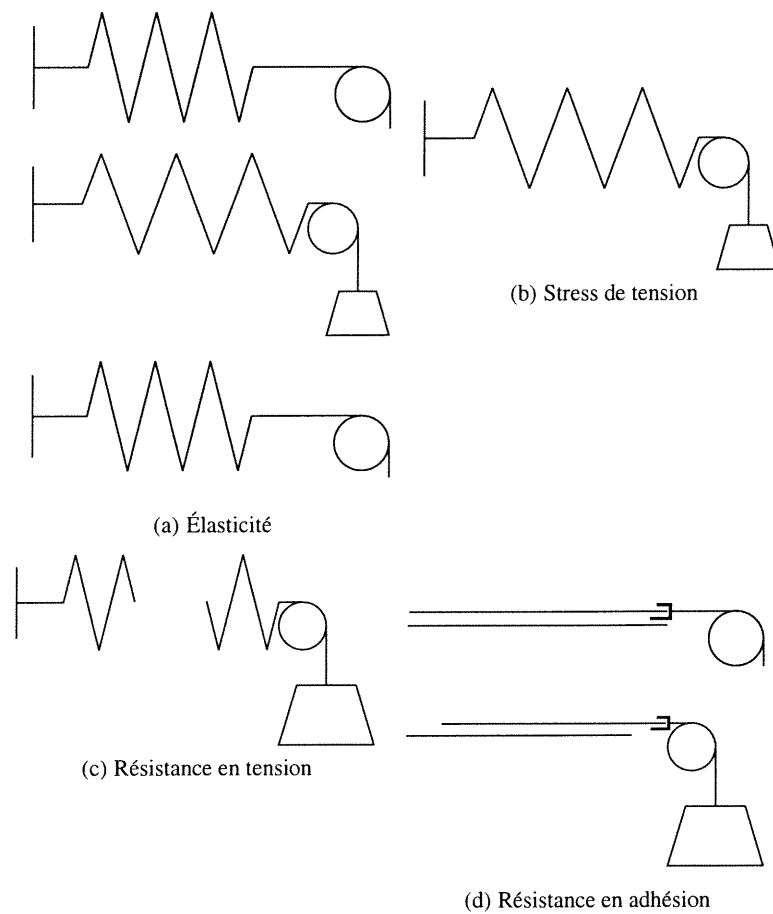 (b) Stress de tension
(a) Élasticité
(c) Résistance en tension
(d) Résistance en adhésion